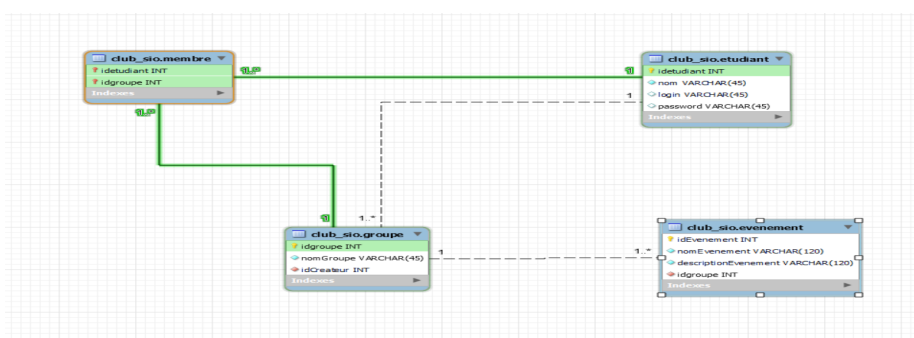 club_sio.membre
idetudiant INT
idgroupe INT
Indexes
1..*
1
1..*
club_sio.etudiant
idetudiant INT
nom VARCHAR(45)
login VARCHAR(45)
password VARCHAR(45)
Indexes
1
1
1..*
club_sio.groupe
idgroupe INT
nomGroupe VARCHAR(45)
idCreateur INT
Indexes
1
1..*
club_sio.evenement
idEvenement INT
nomEvenement VARCHAR(120)
descriptionEvenement VARCHAR(120)
idgroupe INT
Indexes